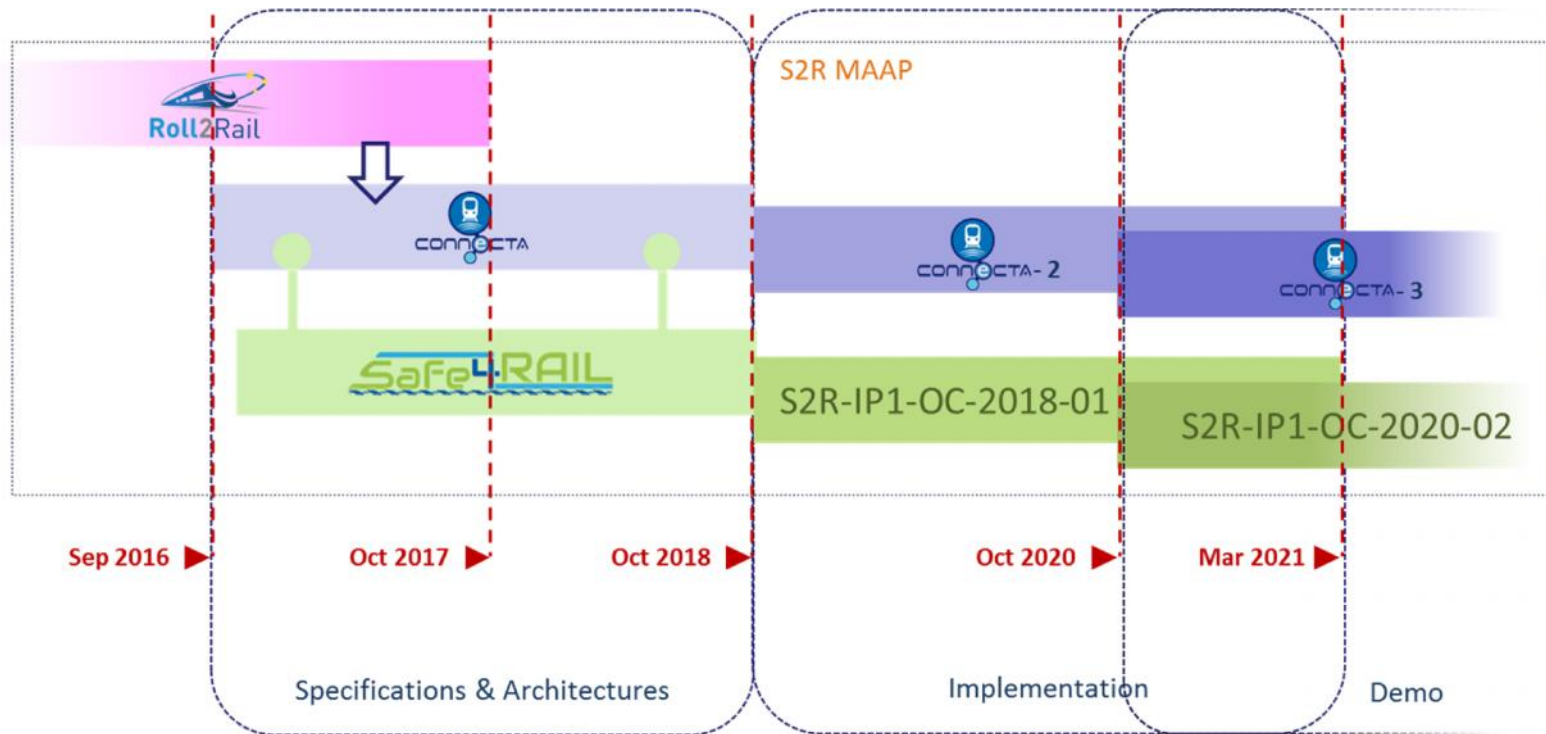 S2R MAAP
Roll2Rail
CONNECTA
CONNECTA - 2
CONNECTA - 3
Safe4RAIL
S2R-IP1-OC-2018-01
S2R-IP1-OC-2020-02
Sep 2016
Oct 2017
Oct 2018
Oct 2020
Mar 2021
Specifications & Architectures
Implementation
Demo